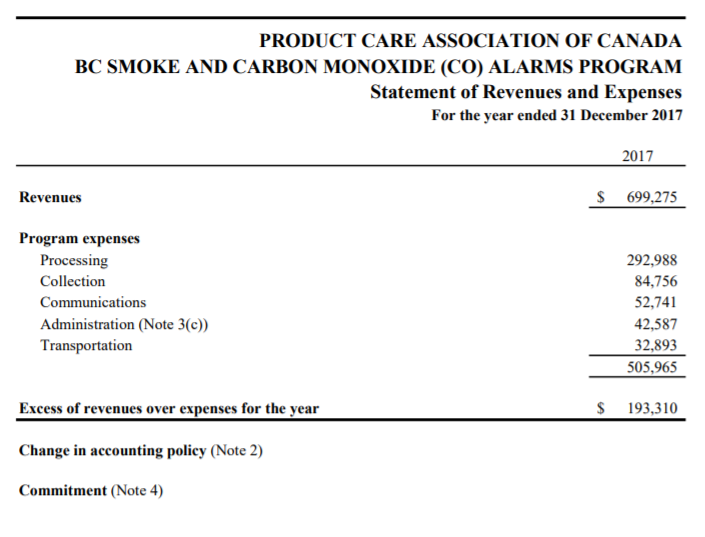 PRODUCT CARE ASSOCIATION OF CANADA
BC SMOKE AND CARBON MONOXIDE (CO) ALARMS PROGRAM
Statement of Revenues and Expenses
For the year ended 31 December 2017
2017
Revenues $ 699,275
Program expenses
Processing 292,988
Collection 84,756
Communications 52,741
Administration (Note 3(c)) 42,587
Transportation 32,893
505,965
Excess of revenues over expenses for the year $ 193,310
Change in accounting policy (Note 2)
Commitment (Note 4)